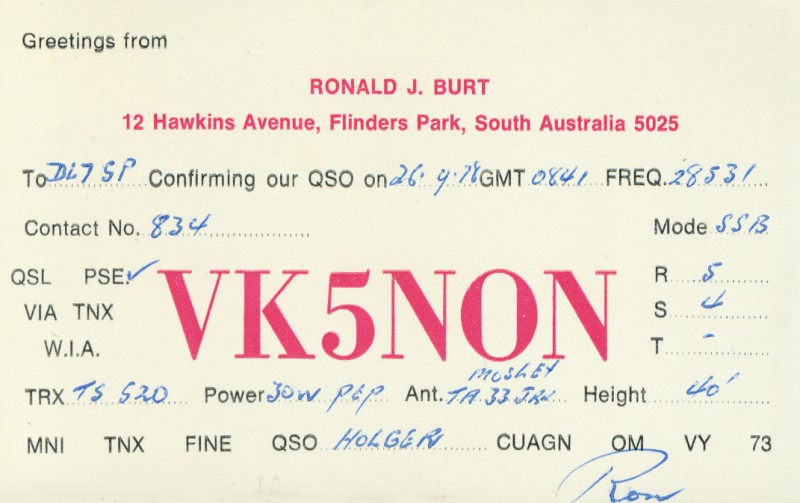 Greetings from
RONALD J. BURT
12 Hawkins Avenue, Flinders Park, South Australia 5025
To DL7SP Confirming our QSO on 26.9.78 GMT 0841 FREQ. 28531
Contact No. 834 Mode SSB
QSL PSE. ✓ VK5NON R 5
VIA TNX S 4
W.I.A. T -
TRX TS 520 Power 30W PEP Ant. MOSLEY TA 33 JRN Height 40'
MNI TNX FINE QSO HOLGER CUAGN OM VY 73
Ron